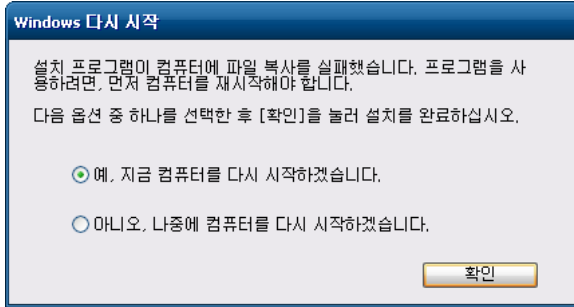 Windows 다시 시작
설치 프로그램이 컴퓨터에 파일 복사를 실패했습니다. 프로그램을 사
용하려면, 먼저 컴퓨터를 재시작해야 합니다.
다음 옵션 중 하나를 선택한 후 [확인]을 눌러 설치를 완료하십시오.
예, 지금 컴퓨터를 다시 시작하겠습니다.
아니오, 나중에 컴퓨터를 다시 시작하겠습니다.
확인